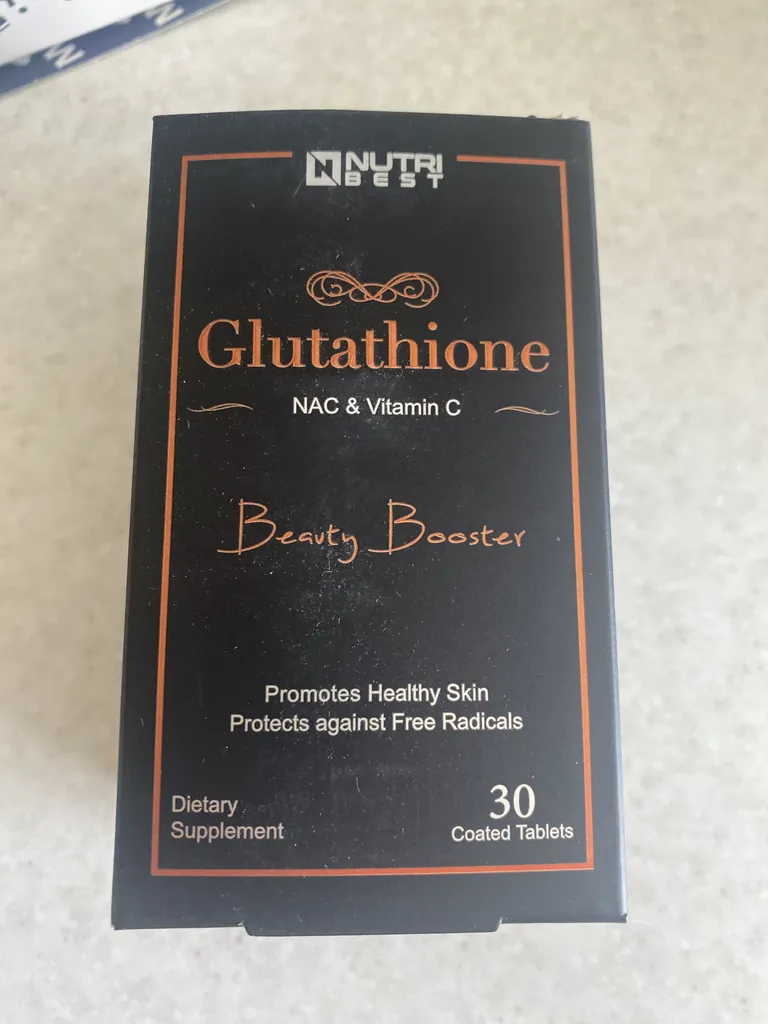 NUTRI
BEST
Glutathione
NAC & Vitamin C
Beauty Booster
Promotes Healthy Skin
Protects against Free Radicals
Dietary
Supplement
30
Coated Tablets